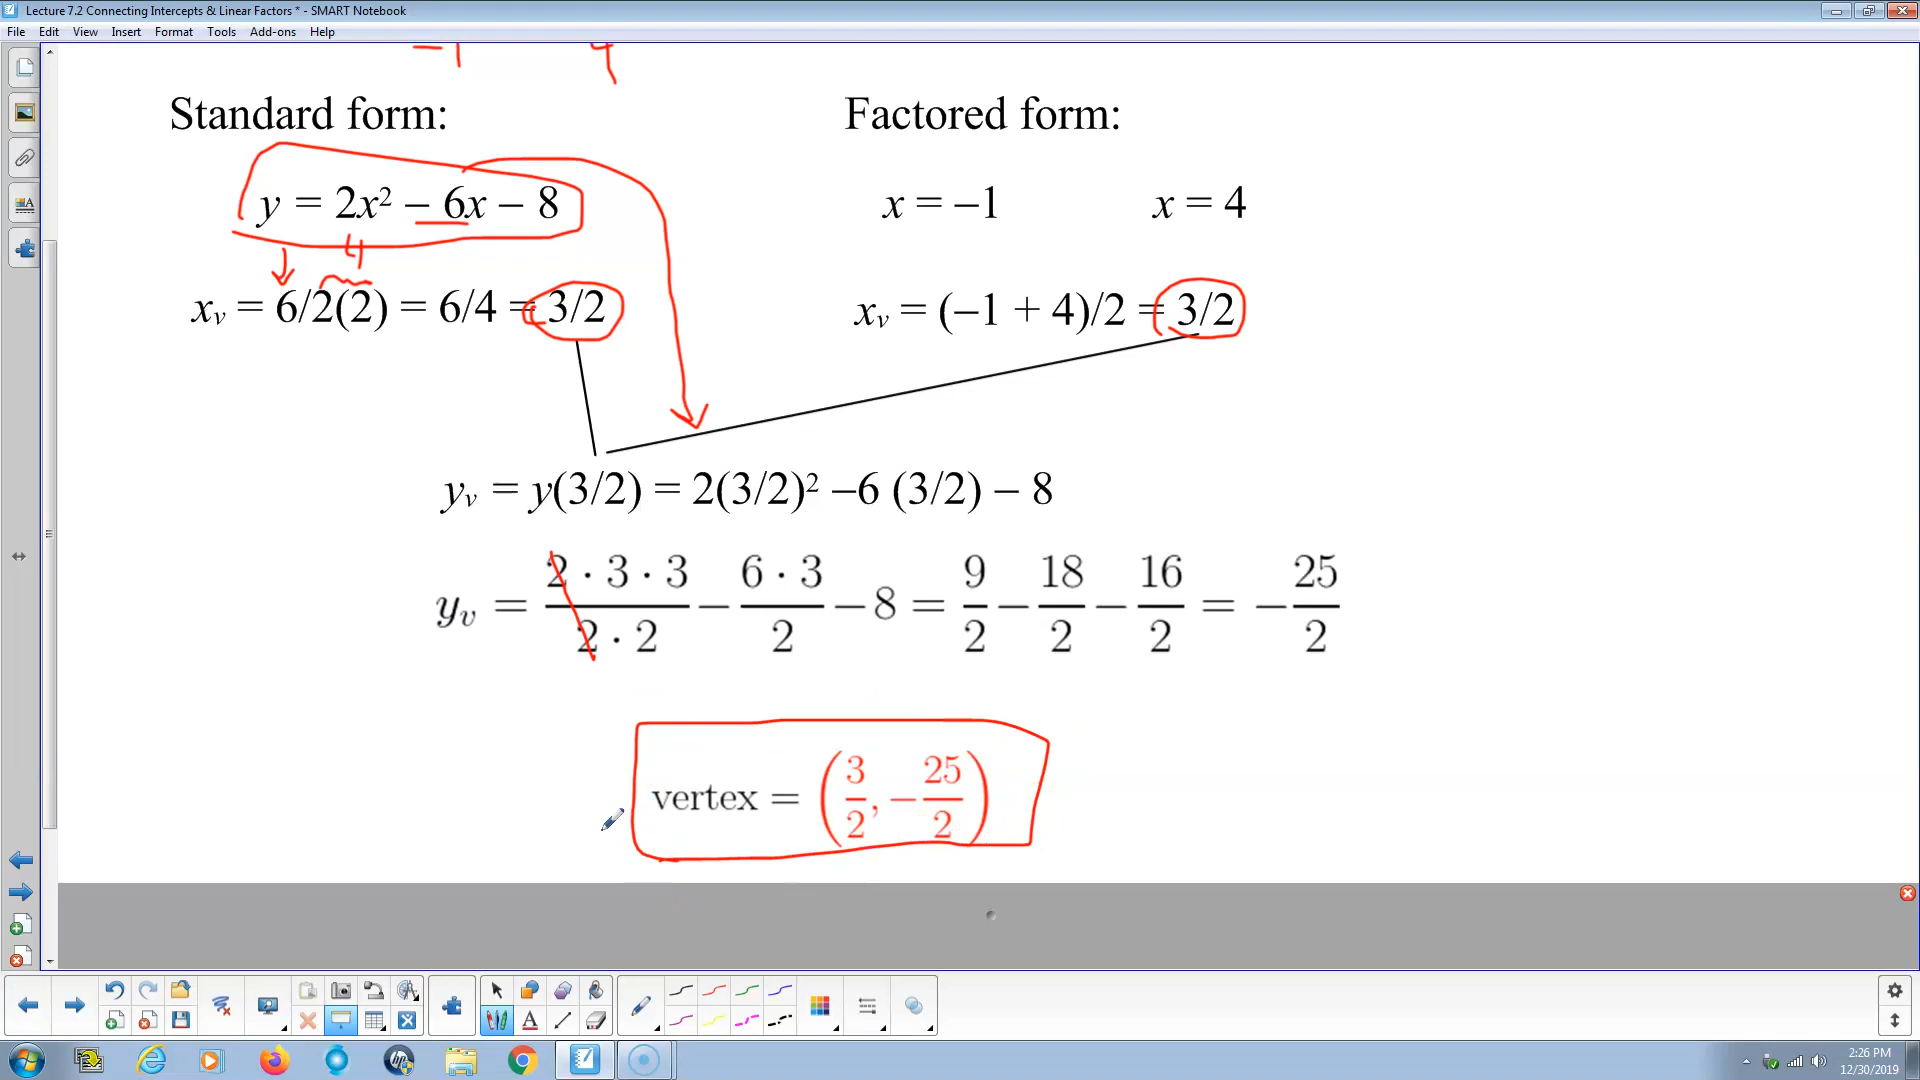 Lecture 7.2 Connecting Intercepts & Linear Factors * - SMART Notebook
File Edit View Insert Format Tools Add-ons Help
-1 4
Standard form: Factored form:
y = 2x² − 6x − 8 x = −1 x = 4
4
xᵥ = 6/2(2) = 6/4 = 3/2 xᵥ = (−1 + 4)/2 = 3/2
yᵥ = y(3/2) = 2(3/2)² −6 (3/2) − 8
yᵥ = (2 · 3 · 3)/(2 · 2) − (6 · 3)/2 − 8 = 9/2 − 18/2 − 16/2 = − 25/2
vertex = (3/2, − 25/2)
2:26 PM
12/30/2019